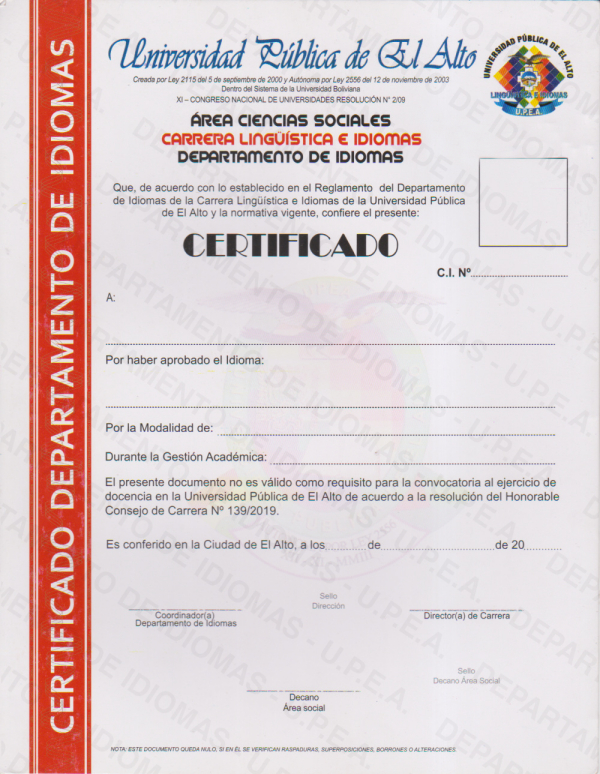 CERTIFICADO DEPARTAMENTO DE IDIOMAS
Universidad Pública de El Alto
Creada por Ley 2115 del 5 de septiembre de 2000 y Autónoma por Ley 2556 del 12 de noviembre de 2003
Dentro del Sistema de la Universidad Boliviana
XI – CONGRESO NACIONAL DE UNIVERSIDADES RESOLUCIÓN N° 2/09
UNIVERSIDAD PÚBLICA DE EL ALTO
LINGÜÍSTICA E IDIOMAS
U.P.E.A.
ÁREA CIENCIAS SOCIALES
CARRERA LINGÜÍSTICA E IDIOMAS
DEPARTAMENTO DE IDIOMAS
Que, de acuerdo con lo establecido en el Reglamento del Departamento
de Idiomas de la Carrera Lingüística e Idiomas de la Universidad Pública
de El Alto y la normativa vigente, confiere el presente:
CERTIFICADO
C.I. Nº
A:
Por haber aprobado el Idioma:
Por la Modalidad de:
Durante la Gestión Académica:
El presente documento no es válido como requisito para la convocatoria al ejercicio de
docencia en la Universidad Pública de El Alto de acuerdo a la resolución del Honorable
Consejo de Carrera Nº 139/2019.
Es conferido en la Ciudad de El Alto, a los de de 20
Sello
Dirección
Coordinador(a)
Departamento de Idiomas
Director(a) de Carrera
Sello
Decano Área Social
Decano
Área social
NOTA: ESTE DOCUMENTO QUEDA NULO, SI EN ÉL SE VERIFICAN RASPADURAS, SUPERPOSICIONES, BORRONES O ALTERACIONES.
DEPARTAMENTO DE IDIOMAS - U.P.E.A.